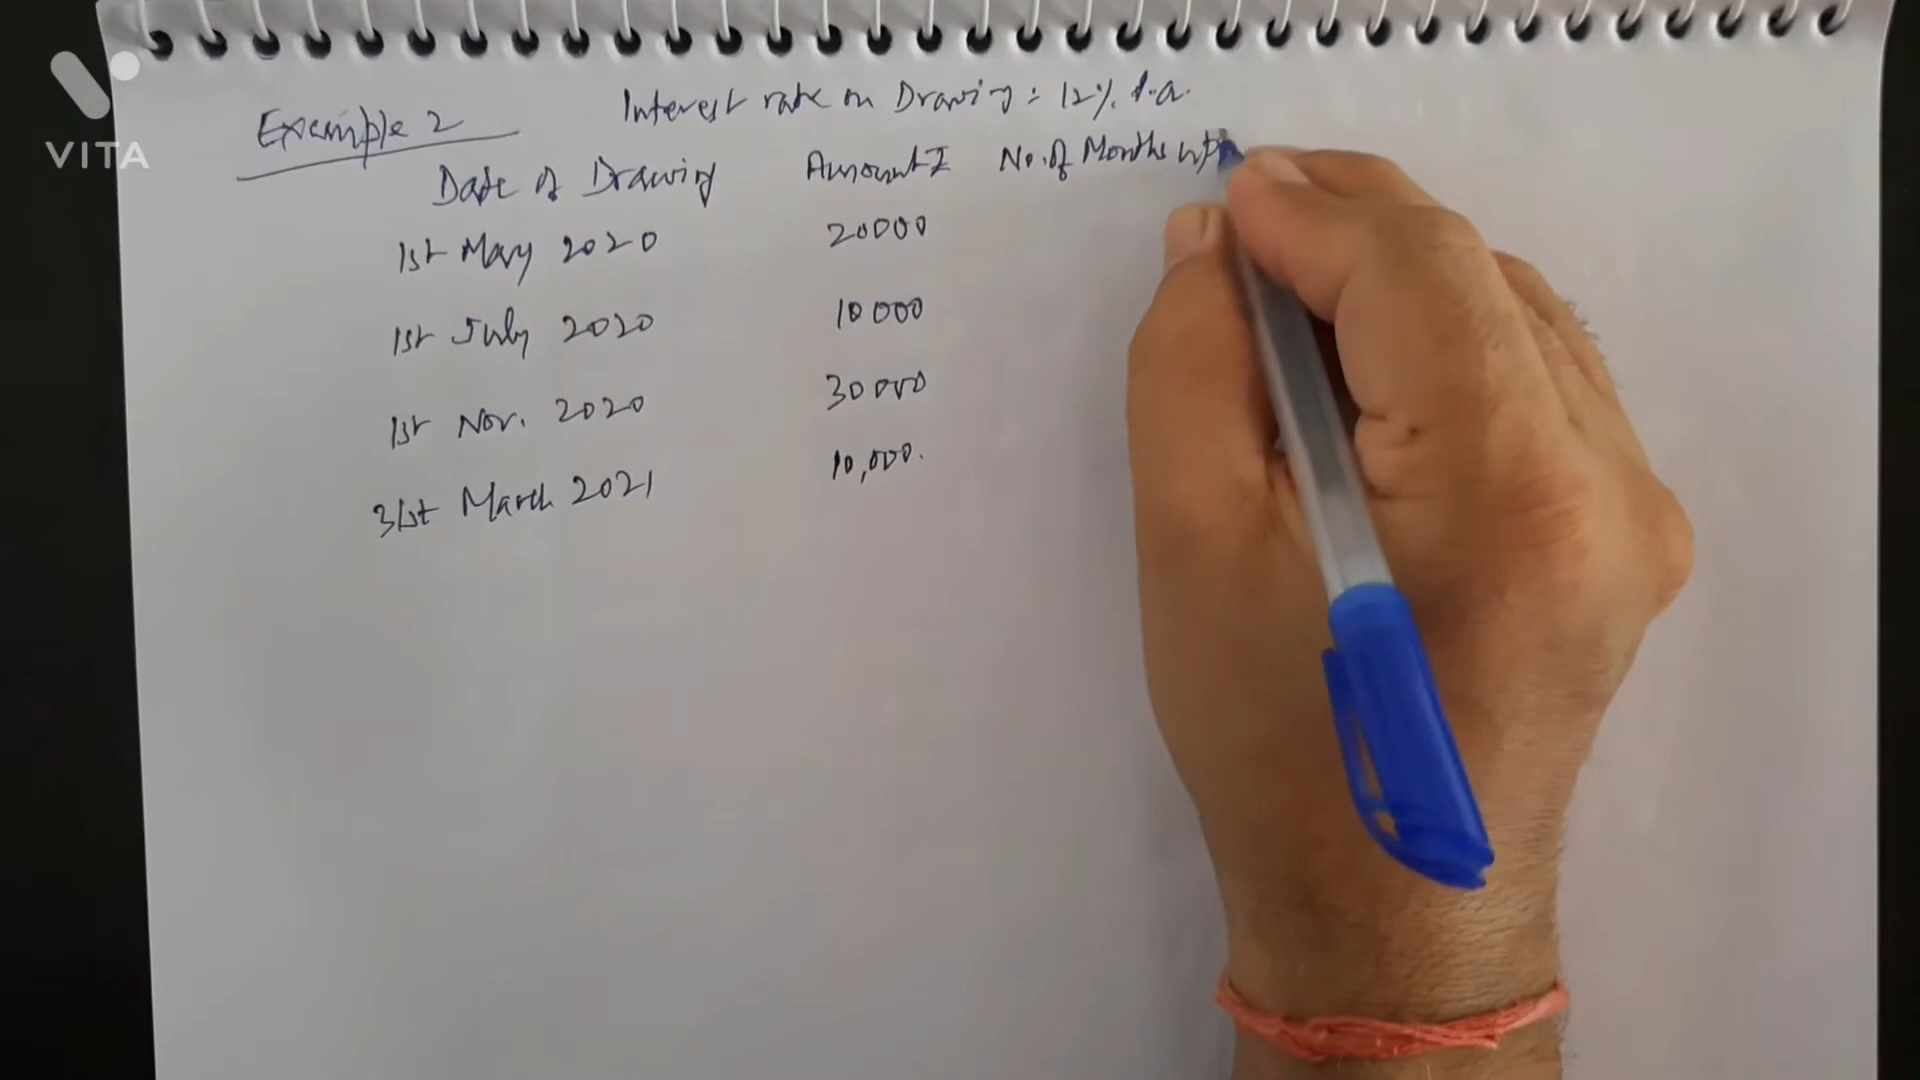 VITA
Example 2
Interest rate on Drawing = 12% P.a.
Date of Drawing Amount I No. of Months upto
1st May 2020 20000
1st July 2020 10000
1st Nov. 2020 30000
31st March 2021 10,000.